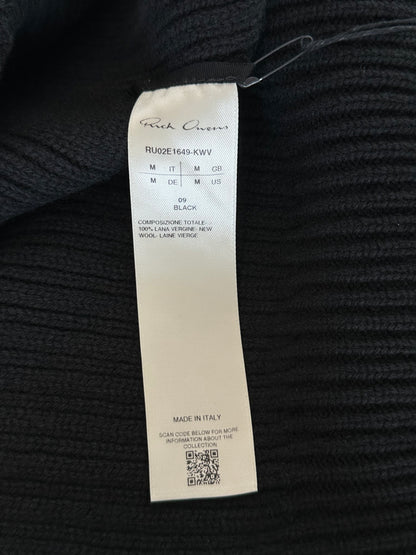 Rick Owens
RU02E1649-KWV
M IT M GB
M DE M US
09
BLACK
COMPOSIZIONE TOTALE-
100% LANA VERGINE- NEW
WOOL- LAINE VIERGE
MADE IN ITALY
SCAN CODE BELOW FOR MORE
INFORMATION ABOUT THE
COLLECTION